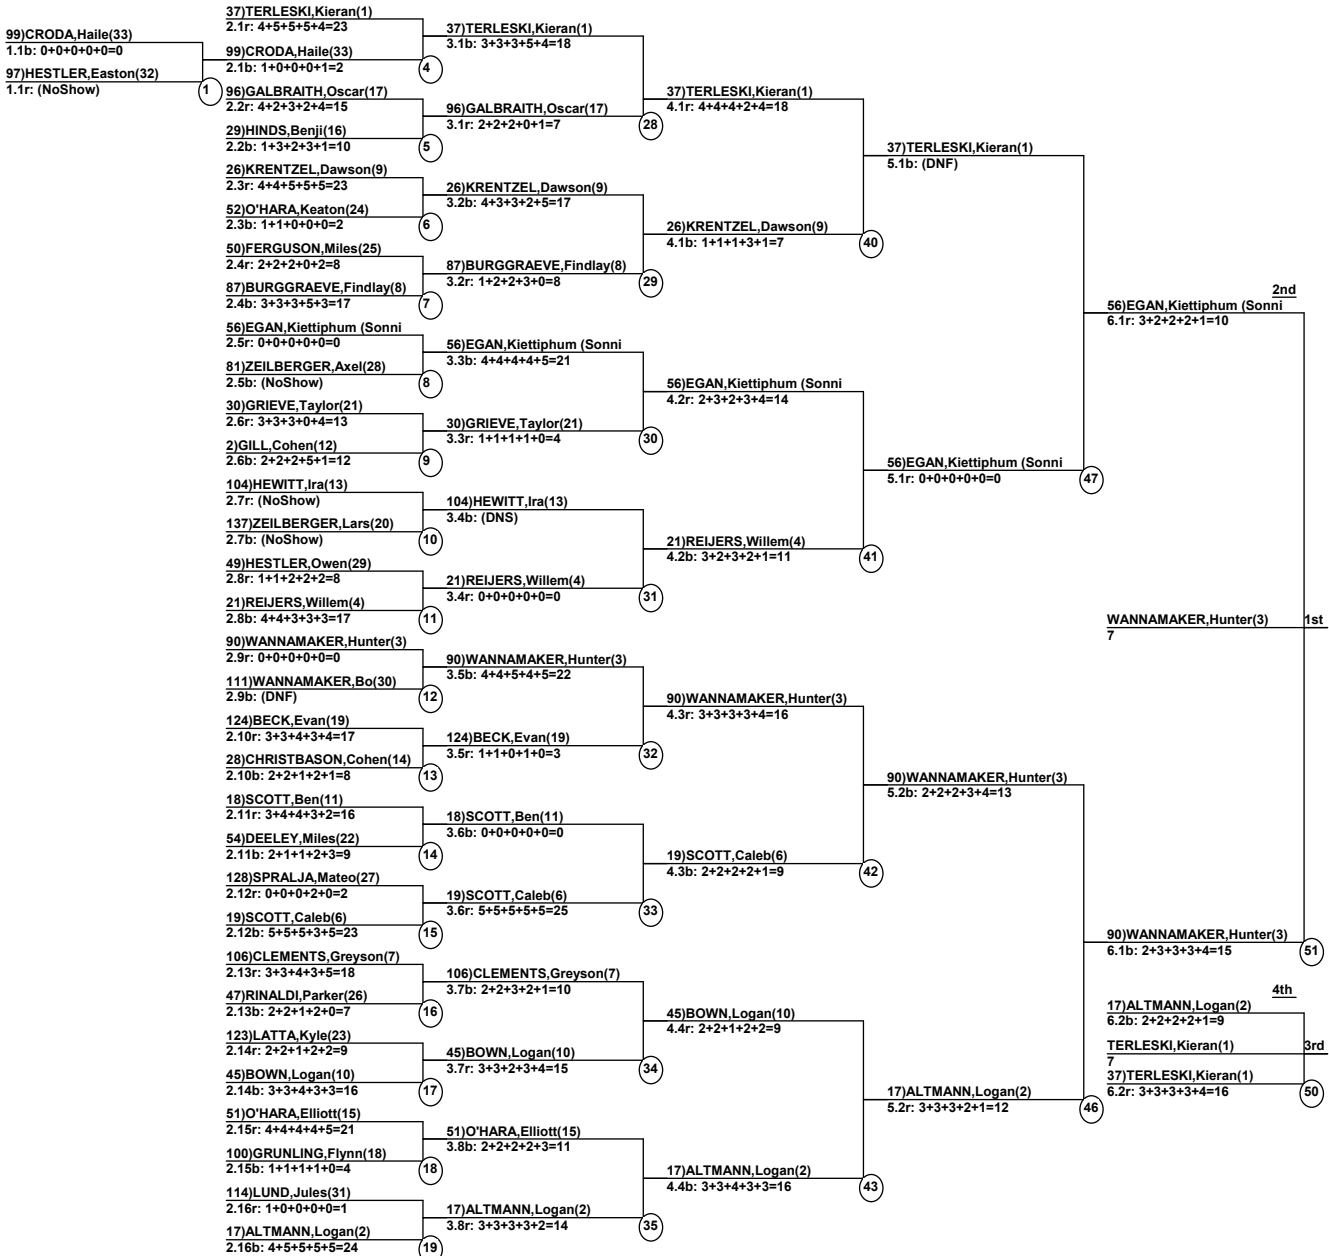 99)CRODA,Haile(33)
1.1b: 0+0+0+0+0=0
97)HESTLER,Easton(32)
1.1r: (NoShow)
1
37)TERLESKI,Kieran(1)
2.1r: 4+5+5+5+4=23
99)CRODA,Haile(33)
2.1b: 1+0+0+0+1=2
4
96)GALBRAITH,Oscar(17)
2.2r: 4+2+3+2+4=15
29)HINDS,Benji(16)
2.2b: 1+3+2+3+1=10
5
26)KRENTZEL,Dawson(9)
2.3r: 4+4+5+5+5=23
52)O'HARA,Keaton(24)
2.3b: 1+1+0+0+0=2
6
50)FERGUSON,Miles(25)
2.4r: 2+2+2+0+2=8
87)BURGGRAEVE,Findlay(8)
2.4b: 3+3+3+5+3=17
7
56)EGAN,Kiettiphum (Sonni
2.5r: 0+0+0+0+0=0
81)ZEILBERGER,Axel(28)
2.5b: (NoShow)
8
30)GRIEVE,Taylor(21)
2.6r: 3+3+3+0+4=13
2)GILL,Cohen(12)
2.6b: 2+2+2+5+1=12
9
104)HEWITT,Ira(13)
2.7r: (NoShow)
137)ZEILBERGER,Lars(20)
2.7b: (NoShow)
10
49)HESTLER,Owen(29)
2.8r: 1+1+2+2+2=8
21)REIJERS,Willem(4)
2.8b: 4+4+3+3+3=17
11
90)WANNAMAKER,Hunter(3)
2.9r: 0+0+0+0+0=0
111)WANNAMAKER,Bo(30)
2.9b: (DNF)
12
124)BECK,Evan(19)
2.10r: 3+3+4+3+4=17
28)CHRISTBASON,Cohen(14)
2.10b: 2+2+1+2+1=8
13
18)SCOTT,Ben(11)
2.11r: 3+4+4+3+2=16
54)DEELEY,Miles(22)
2.11b: 2+1+1+2+3=9
14
128)SPRALJA,Mateo(27)
2.12r: 0+0+0+2+0=2
19)SCOTT,Caleb(6)
2.12b: 5+5+5+3+5=23
15
106)CLEMENTS,Greyson(7)
2.13r: 3+3+4+3+5=18
47)RINALDI,Parker(26)
2.13b: 2+2+1+2+0=7
16
123)LATTA,Kyle(23)
2.14r: 2+2+1+2+2=9
45)BOWN,Logan(10)
2.14b: 3+3+4+3+3=16
17
51)O'HARA,Elliott(15)
2.15r: 4+4+4+4+5=21
100)GRUNLING,Flynn(18)
2.15b: 1+1+1+1+0=4
18
114)LUND,Jules(31)
2.16r: 1+0+0+0+0=1
17)ALTMANN,Logan(2)
2.16b: 4+5+5+5+5=24
19
37)TERLESKI,Kieran(1)
3.1b: 3+3+3+5+4=18
96)GALBRAITH,Oscar(17)
3.1r: 2+2+2+0+1=7
28
26)KRENTZEL,Dawson(9)
3.2b: 4+3+3+2+5=17
87)BURGGRAEVE,Findlay(8)
3.2r: 1+2+2+3+0=8
29
56)EGAN,Kiettiphum (Sonni
3.3b: 4+4+4+4+5=21
30)GRIEVE,Taylor(21)
3.3r: 1+1+1+1+0=4
30
104)HEWITT,Ira(13)
3.4b: (DNS)
21)REIJERS,Willem(4)
3.4r: 0+0+0+0+0=0
31
90)WANNAMAKER,Hunter(3)
3.5b: 4+4+5+4+5=22
124)BECK,Evan(19)
3.5r: 1+1+0+1+0=3
32
18)SCOTT,Ben(11)
3.6b: 0+0+0+0+0=0
19)SCOTT,Caleb(6)
3.6r: 5+5+5+5+5=25
33
106)CLEMENTS,Greyson(7)
3.7b: 2+2+3+2+1=10
45)BOWN,Logan(10)
3.7r: 3+3+2+3+4=15
34
51)O'HARA,Elliott(15)
3.8b: 2+2+2+2+3=11
17)ALTMANN,Logan(2)
3.8r: 3+3+3+3+2=14
35
37)TERLESKI,Kieran(1)
4.1r: 4+4+4+2+4=18
26)KRENTZEL,Dawson(9)
4.1b: 1+1+1+3+1=7
40
56)EGAN,Kiettiphum (Sonni
4.2r: 2+3+2+3+4=14
21)REIJERS,Willem(4)
4.2b: 3+2+3+2+1=11
41
90)WANNAMAKER,Hunter(3)
4.3r: 3+3+3+3+4=16
19)SCOTT,Caleb(6)
4.3b: 2+2+2+2+1=9
42
45)BOWN,Logan(10)
4.4r: 2+2+1+2+2=9
17)ALTMANN,Logan(2)
4.4b: 3+3+4+3+3=16
43
37)TERLESKI,Kieran(1)
5.1b: (DNF)
56)EGAN,Kiettiphum (Sonni
5.1r: 0+0+0+0+0=0
47
90)WANNAMAKER,Hunter(3)
5.2b: 2+2+2+3+4=13
17)ALTMANN,Logan(2)
5.2r: 3+3+3+2+1=12
46
2nd
56)EGAN,Kiettiphum (Sonni
6.1r: 3+2+2+2+1=10
WANNAMAKER,Hunter(3)
1st
7
90)WANNAMAKER,Hunter(3)
6.1b: 2+3+3+3+4=15
51
4th
17)ALTMANN,Logan(2)
6.2b: 2+2+2+2+1=9
TERLESKI,Kieran(1)
3rd
7
37)TERLESKI,Kieran(1)
6.2r: 3+3+3+3+4=16
50